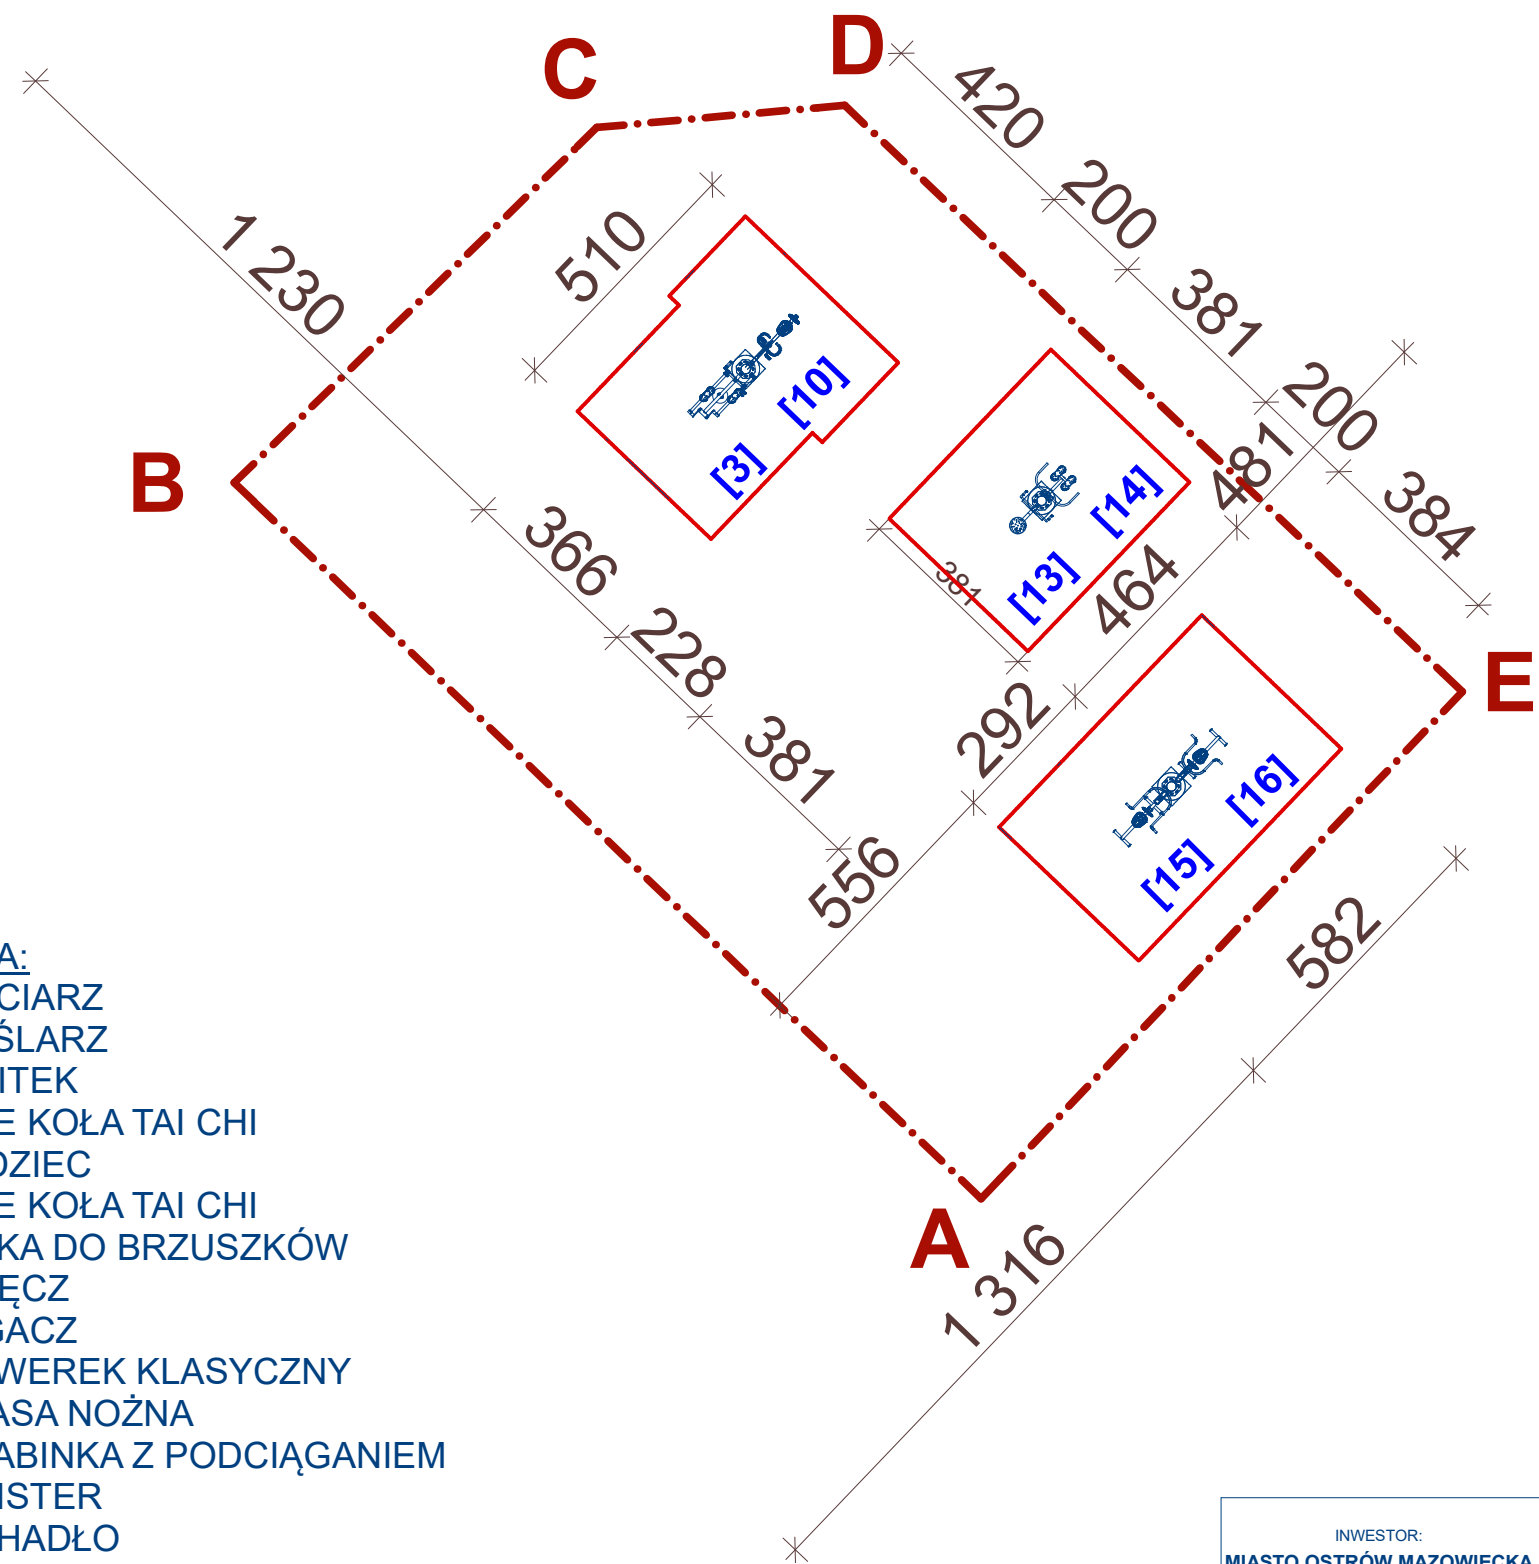 C
D
420
200
381
200
384
1 230
510
[3]
[10]
B
366
228
381
381
[13]
[14]
481
464
292
556
[15]
[16]
E
582
A
1 316
A:
CIARZ
ŚLARZ
ITEK
E KOŁA TAI CHI
DZIEC
E KOŁA TAI CHI
KA DO BRZUSZKÓW
ĘCZ
GACZ
WEREK KLASYCZNY
ASA NOŻNA
ABINKA Z PODCIĄGANIEM
ISTER
HADŁO
INWESTOR:
MIASTO OSTRÓW MAZOWIECKA